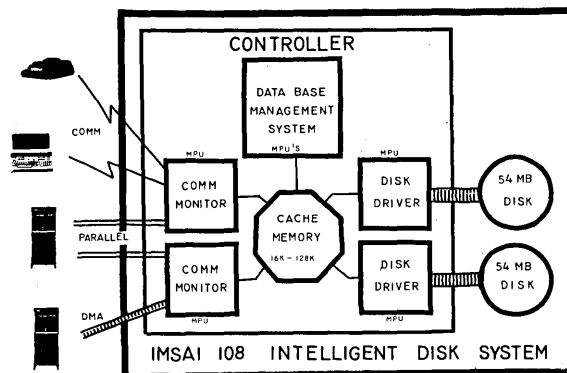 CONTROLLER
DATA BASE
MANAGEMENT
SYSTEM
MPU'S
COMM
MPU
COMM
MONITOR
MPU
DISK
DRIVER
54 MB
DISK
CACHE
MEMORY
16K - 128K
PARALLEL
COMM
MONITOR
MPU
DISK
DRIVER
MPU
54 MB
DISK
DMA
IMSAI 108 INTELLIGENT DISK SYSTEM